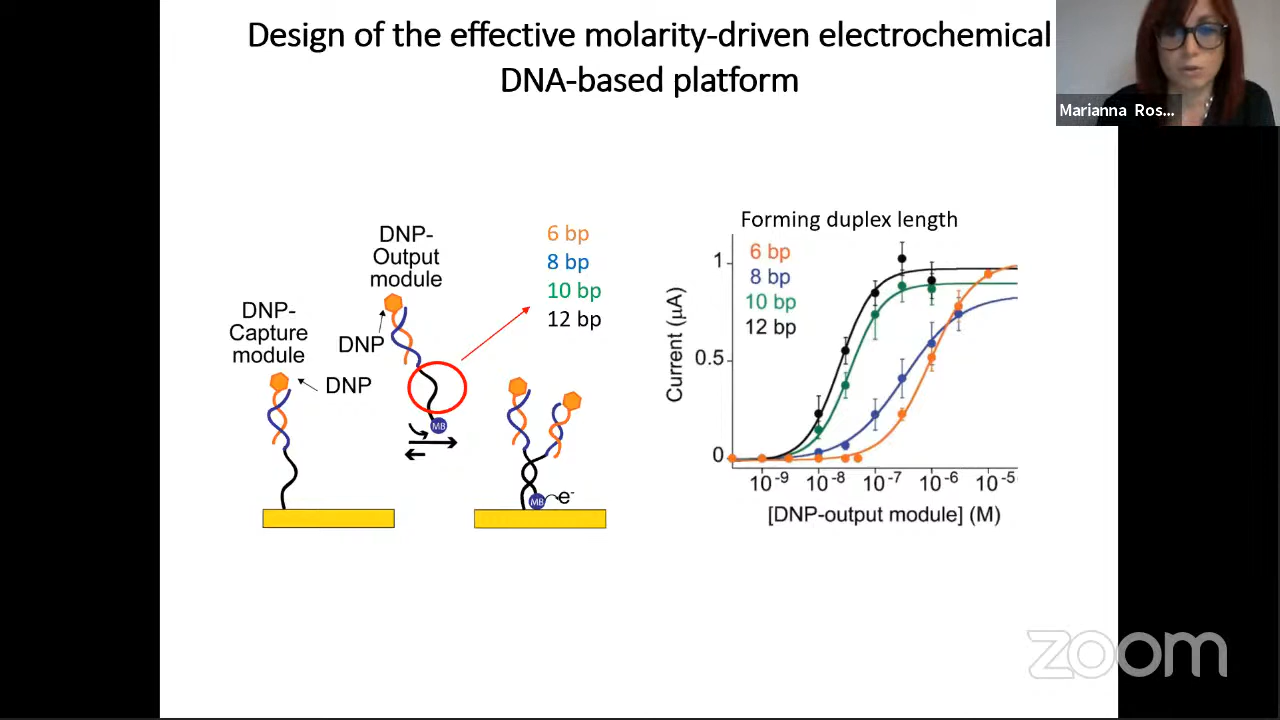 Design of the effective molarity-driven electrochemical
DNA-based platform
Marianna Ros...
DNP-
Output
module
DNP-
Capture
module
DNP
DNP
MB
6 bp
8 bp
10 bp
12 bp
MB
e-
Forming duplex length
6 bp
8 bp
10 bp
12 bp
Current (μA)
1
0.5
0
10-9
10-8
10-7
10-6
10-5
[DNP-output module] (M)
zoom